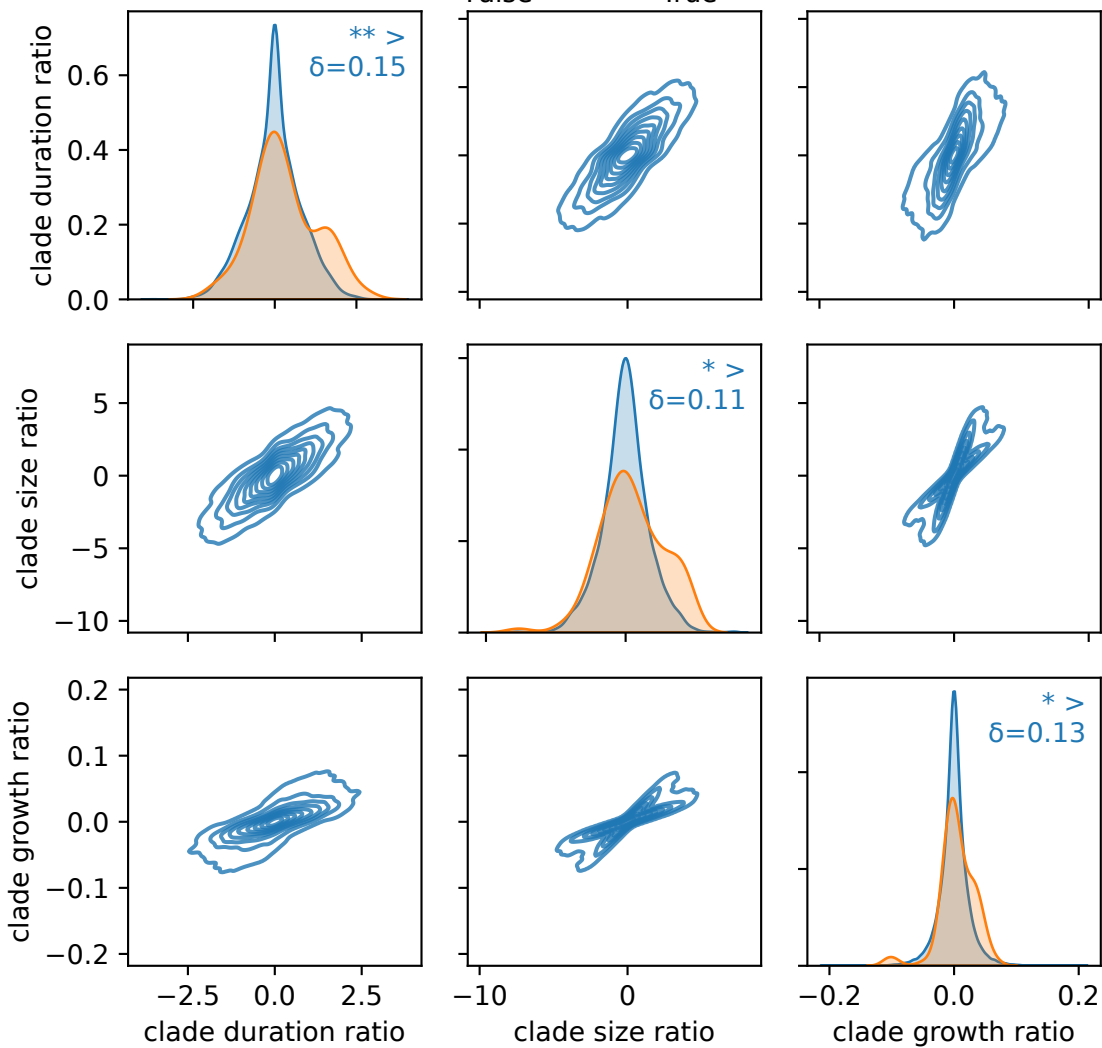 False True
clade duration ratio
0.6
0.4
0.2
0.0
** >
δ=0.15
clade size ratio
5
0
−5
−10
* >
δ=0.11
clade growth ratio
0.2
0.1
0.0
−0.1
−0.2
* >
δ=0.13
−2.5 0.0 2.5
−10 0
−0.2 0.0 0.2
clade duration ratio
clade size ratio
clade growth ratio